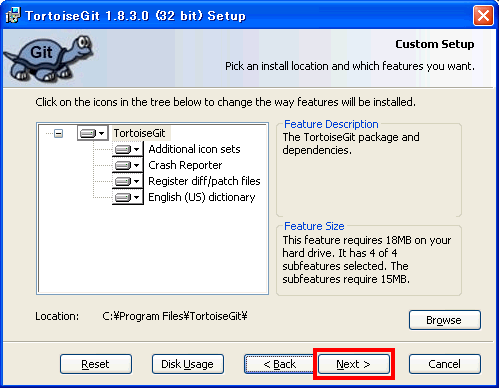 TortoiseGit 1.8.3.0 (32 bit) Setup
Git
Custom Setup
Pick an install location and which features you want.
Click on the icons in the tree below to change the way features will be installed.
TortoiseGit
Additional icon sets
Crash Reporter
Register diff/patch files
English (US) dictionary
Feature Description
The TortoiseGit package and
dependencies.
Feature Size
This feature requires 18MB on your
hard drive. It has 4 of 4
subfeatures selected. The
subfeatures require 15MB.
Location: C:¥Program Files¥TortoiseGit¥
Browse
Reset Disk Usage < Back Next > Cancel